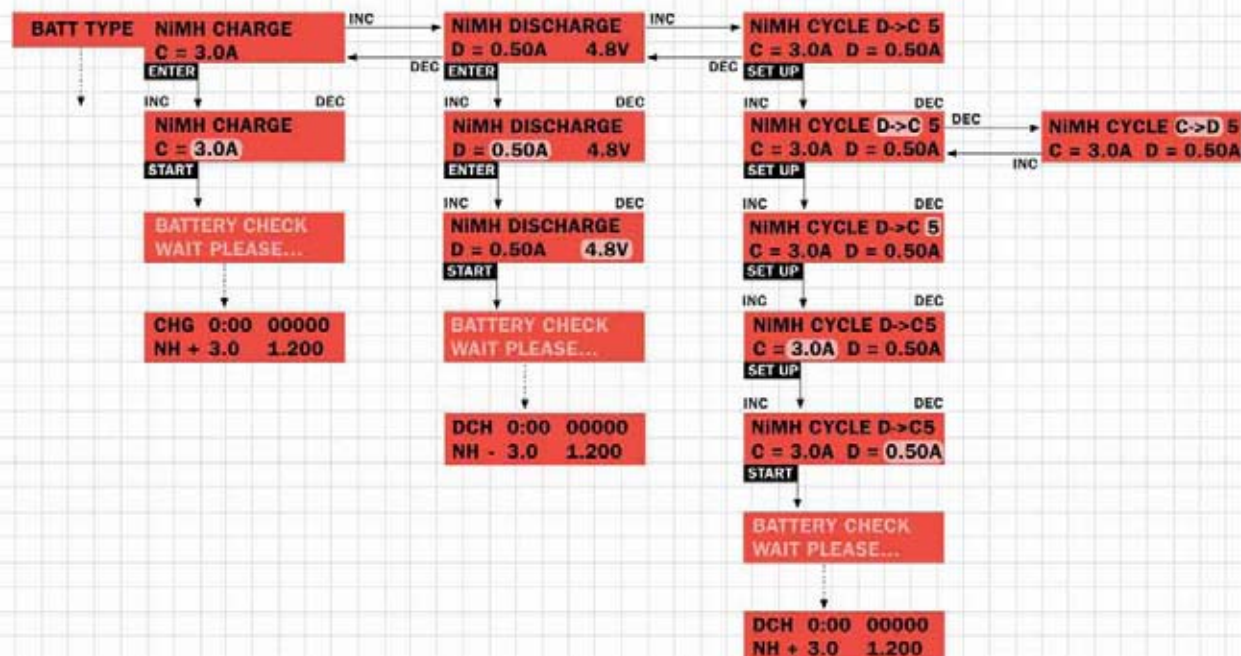 BATT TYPE
NiMH CHARGE
C = 3.0A
ENTER
INC
DEC
NiMH CHARGE
C = 3.0A
START
BATTERY CHECK
WAIT PLEASE...
CHG 0:00 00000
NH + 3.0 1.200
INC
DEC
NiMH DISCHARGE
D = 0.50A 4.8V
ENTER
INC
DEC
NiMH DISCHARGE
D = 0.50A 4.8V
ENTER
INC
DEC
NiMH DISCHARGE
D = 0.50A 4.8V
START
BATTERY CHECK
WAIT PLEASE...
DCH 0:00 00000
NH - 3.0 1.200
INC
DEC
NiMH CYCLE D->C 5
C = 3.0A D = 0.50A
SET UP
INC
DEC
NiMH CYCLE D->C 5
C = 3.0A D = 0.50A
SET UP
DEC
INC
NiMH CYCLE C->D 5
C = 3.0A D = 0.50A
INC
DEC
NiMH CYCLE D->C 5
C = 3.0A D = 0.50A
SET UP
INC
DEC
NiMH CYCLE D->C5
C = 3.0A D = 0.50A
SET UP
INC
DEC
NiMH CYCLE D->C5
C = 3.0A D = 0.50A
START
BATTERY CHECK
WAIT PLEASE...
DCH 0:00 00000
NH + 3.0 1.200